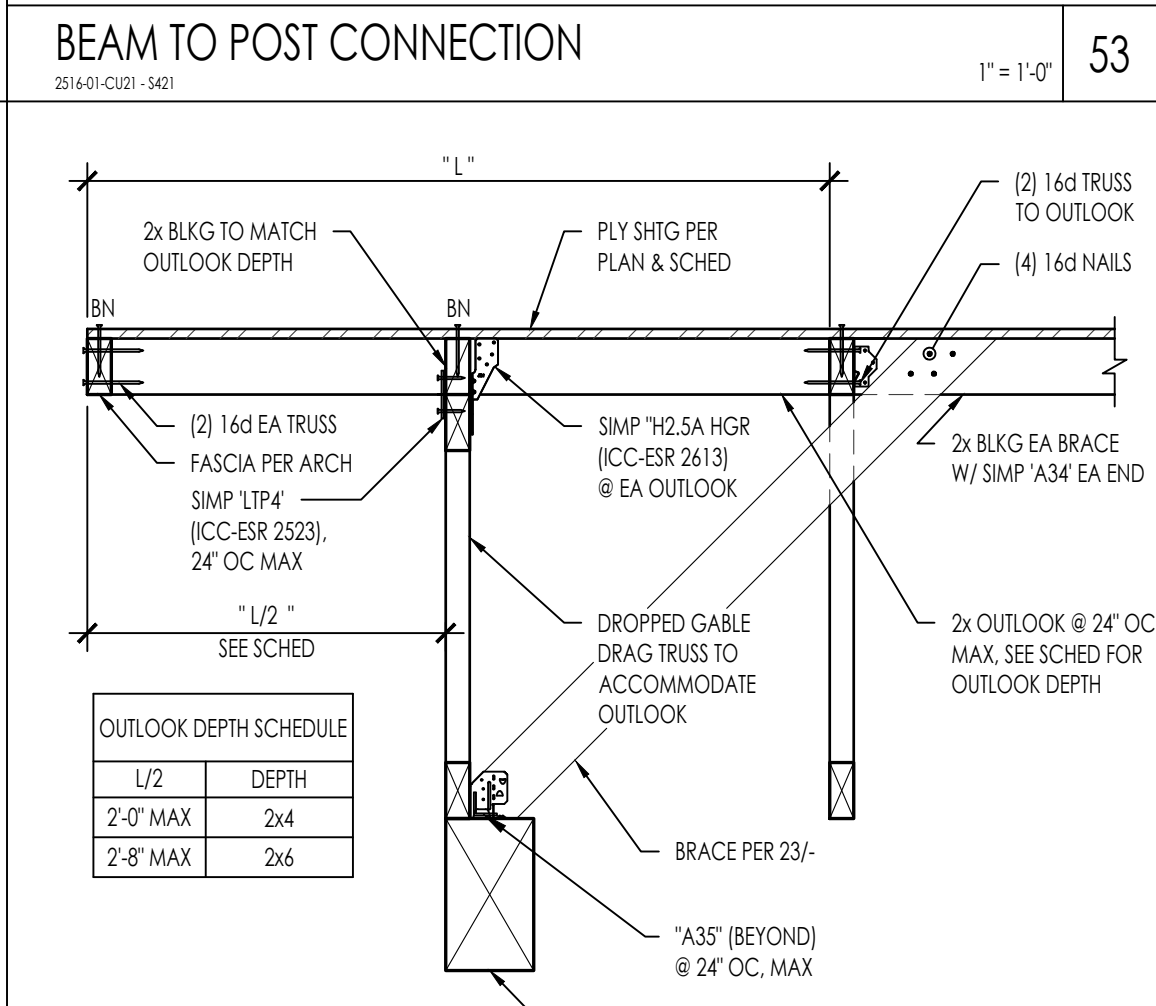 BEAM TO POST CONNECTION
2516-01-CU21 - S421
1" = 1'-0"
53
" L "
2x BLKG TO MATCH
OUTLOOK DEPTH
PLY SHTG PER
PLAN & SCHED
(2) 16d TRUSS
TO OUTLOOK
(4) 16d NAILS
BN
BN
(2) 16d EA TRUSS
FASCIA PER ARCH
SIMP 'LTP4'
(ICC-ESR 2523),
24" OC MAX
SIMP "H2.5A HGR
(ICC-ESR 2613)
@ EA OUTLOOK
2x BLKG EA BRACE
W/ SIMP 'A34' EA END
" L/2 "
SEE SCHED
DROPPED GABLE
DRAG TRUSS TO
ACCOMMODATE
OUTLOOK
2x OUTLOOK @ 24" OC
MAX, SEE SCHED FOR
OUTLOOK DEPTH
OUTLOOK DEPTH SCHEDULE
L/2 DEPTH
2'-0" MAX 2x4
2'-8" MAX 2x6
BRACE PER 23/-
"A35" (BEYOND)
@ 24" OC, MAX